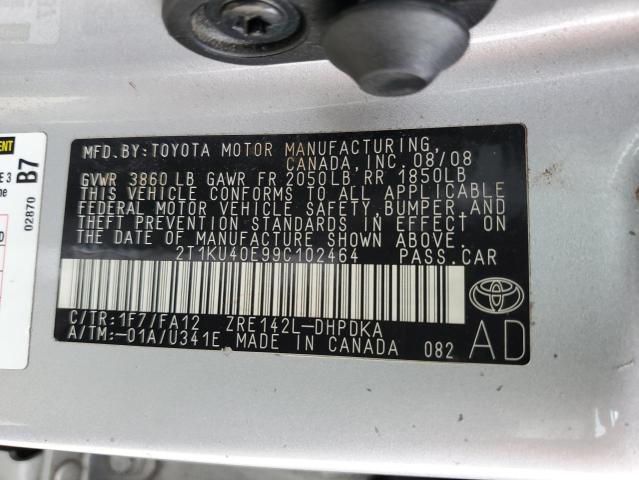 MFD.BY:TOYOTA MOTOR MANUFACTURING,
CANADA,INC.08/08
GVWR 3860 LB GAWR FR 2050LB RR 1850LB
THIS VEHICLE CONFORMS TO ALL APPLICABLE
FEDERAL MOTOR VEHICLE SAFETY, BUMPER, AND
THEFT PREVENTION STANDARDS IN EFFECT ON
THE DATE OF MANUFACTURE SHOWN ABOVE.
2T1KU40E99C102464 PASS.CAR
C/TR:1F7/FA12 ZRE142L-DHPDKA
A/TM:-01A/U341E MADE IN CANADA 082
AD
B7
02870